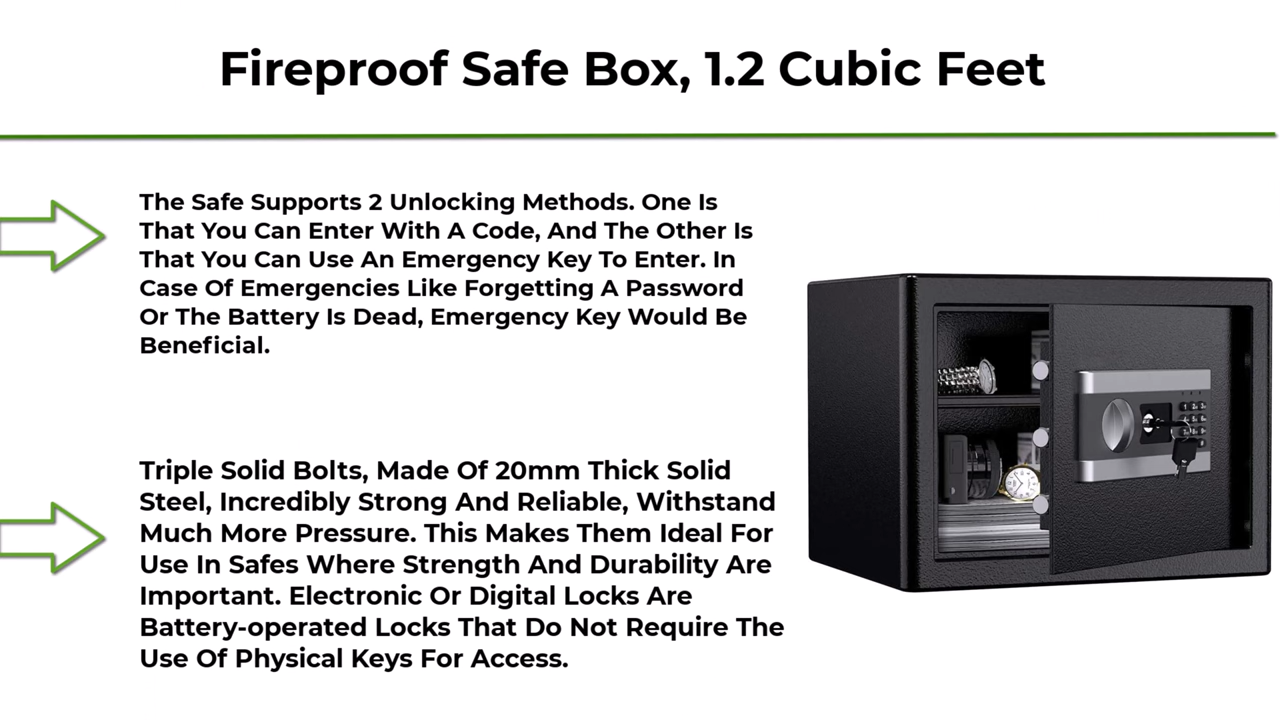 Fireproof Safe Box, 1.2 Cubic Feet
The Safe Supports 2 Unlocking Methods. One Is
That You Can Enter With A Code, And The Other Is
That You Can Use An Emergency Key To Enter. In
Case Of Emergencies Like Forgetting A Password
Or The Battery Is Dead, Emergency Key Would Be
Beneficial.
Triple Solid Bolts, Made Of 20mm Thick Solid
Steel, Incredibly Strong And Reliable, Withstand
Much More Pressure. This Makes Them Ideal For
Use In Safes Where Strength And Durability Are
Important. Electronic Or Digital Locks Are
Battery-operated Locks That Do Not Require The
Use Of Physical Keys For Access.